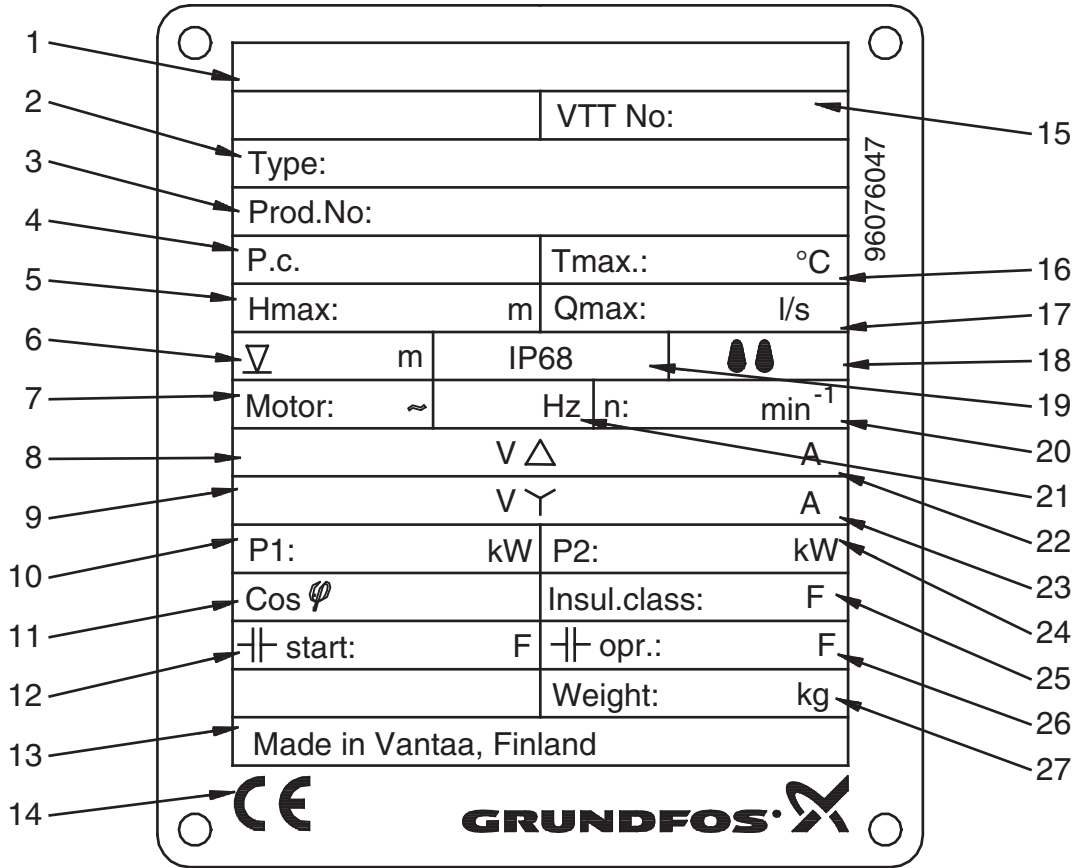 1
2
3
4
5
6
7
8
9
10
11
12
13
14
VTT No:
Type:
Prod.No:
P.c. Tmax.: °C
Hmax: m Qmax: l/s
m IP68
Motor: ~ Hz n: min⁻¹
V △ A
V Y A
P1: kW P2: kW
Cos φ Insul.class: F
start: F opr.: F
Weight: kg
Made in Vantaa, Finland
CE GRUNDFOS
96076047
15
16
17
18
19
20
21
22
23
24
25
26
27